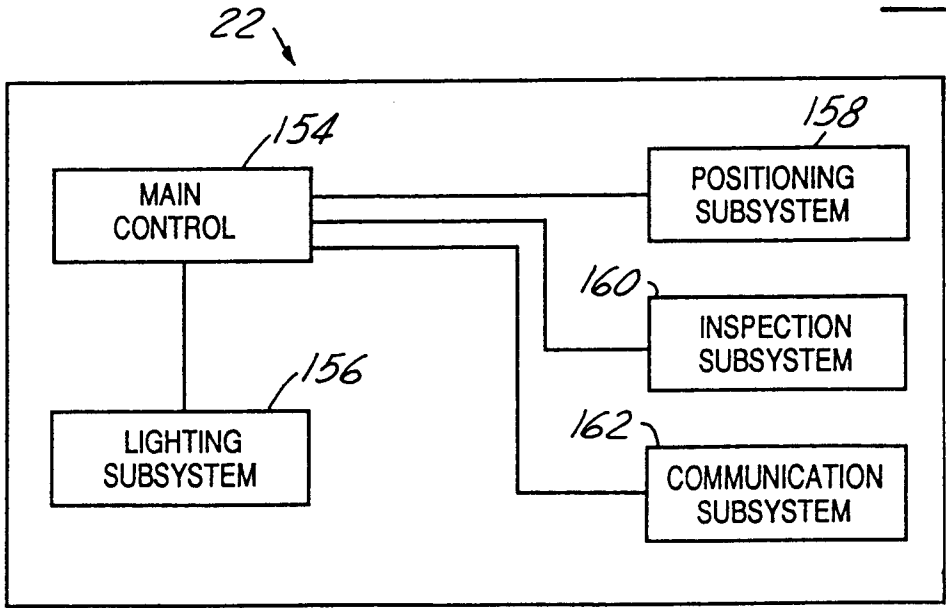 22
154
MAIN
CONTROL
158
POSITIONING
SUBSYSTEM
160
INSPECTION
SUBSYSTEM
156
LIGHTING
SUBSYSTEM
162
COMMUNICATION
SUBSYSTEM